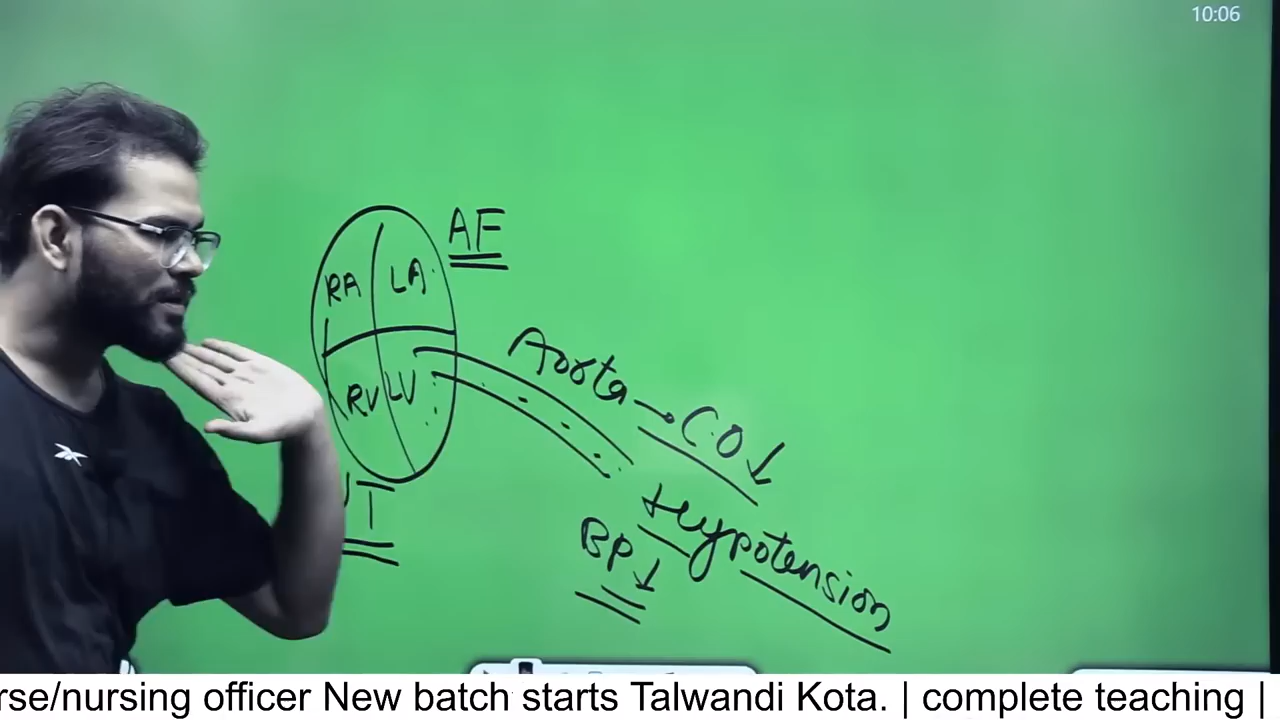 10:06
AF
RA LA
RV LV
Aorta → C.O ↓
Hypotension
BP ↓
T
rse/nursing officer New batch starts Talwandi Kota. | complete teaching |